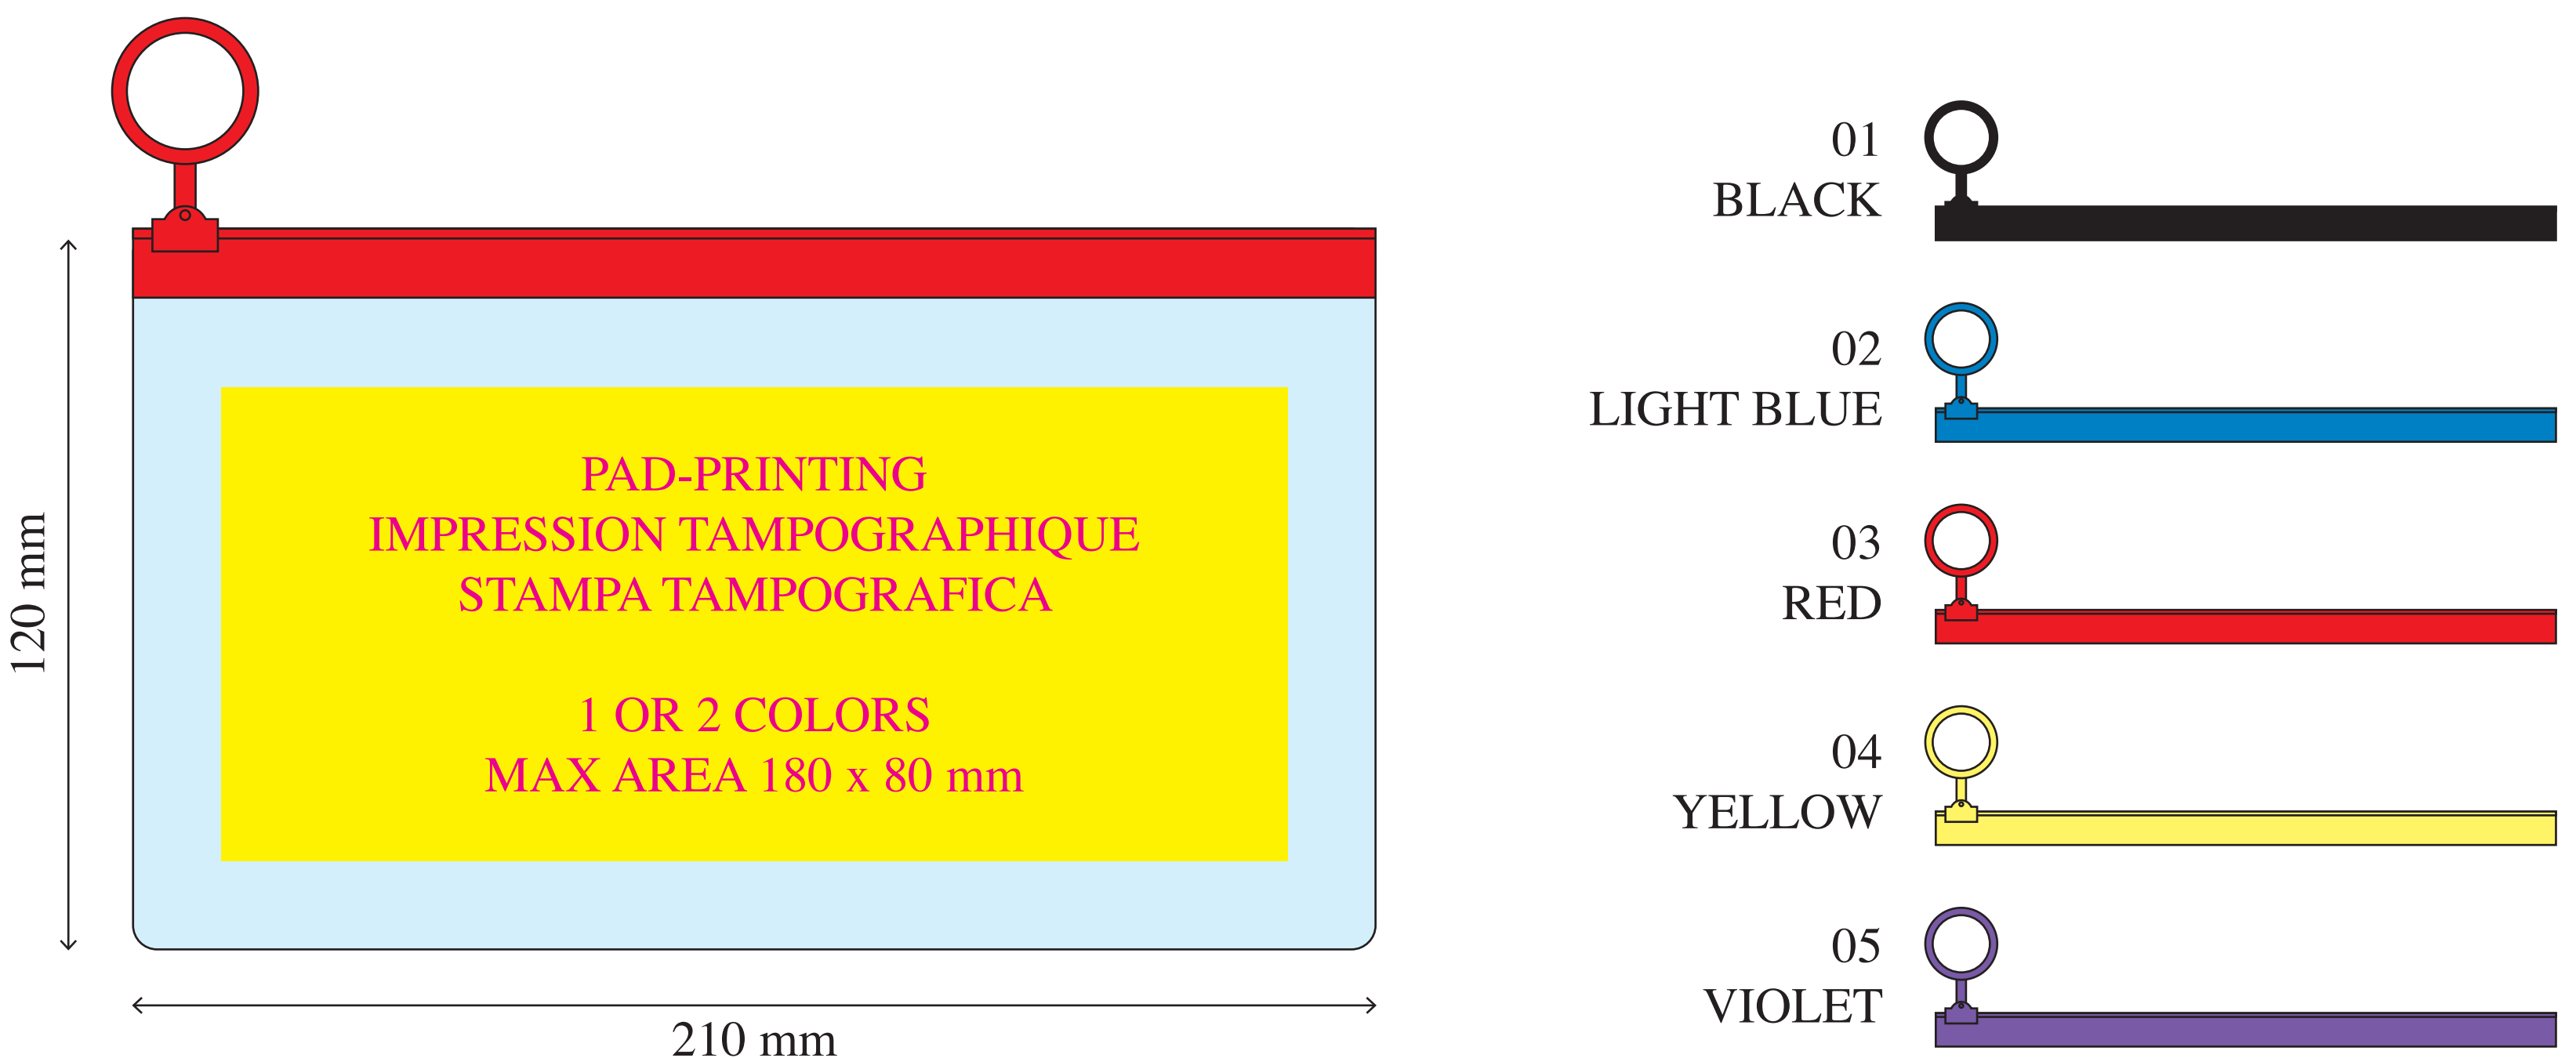 120 mm
PAD-PRINTING
IMPRESSION TAMPOGRAPHIQUE
STAMPA TAMPOGRAFICA
1 OR 2 COLORS
MAX AREA 180 x 80 mm
210 mm
01
BLACK
02
LIGHT BLUE
03
RED
04
YELLOW
05
VIOLET